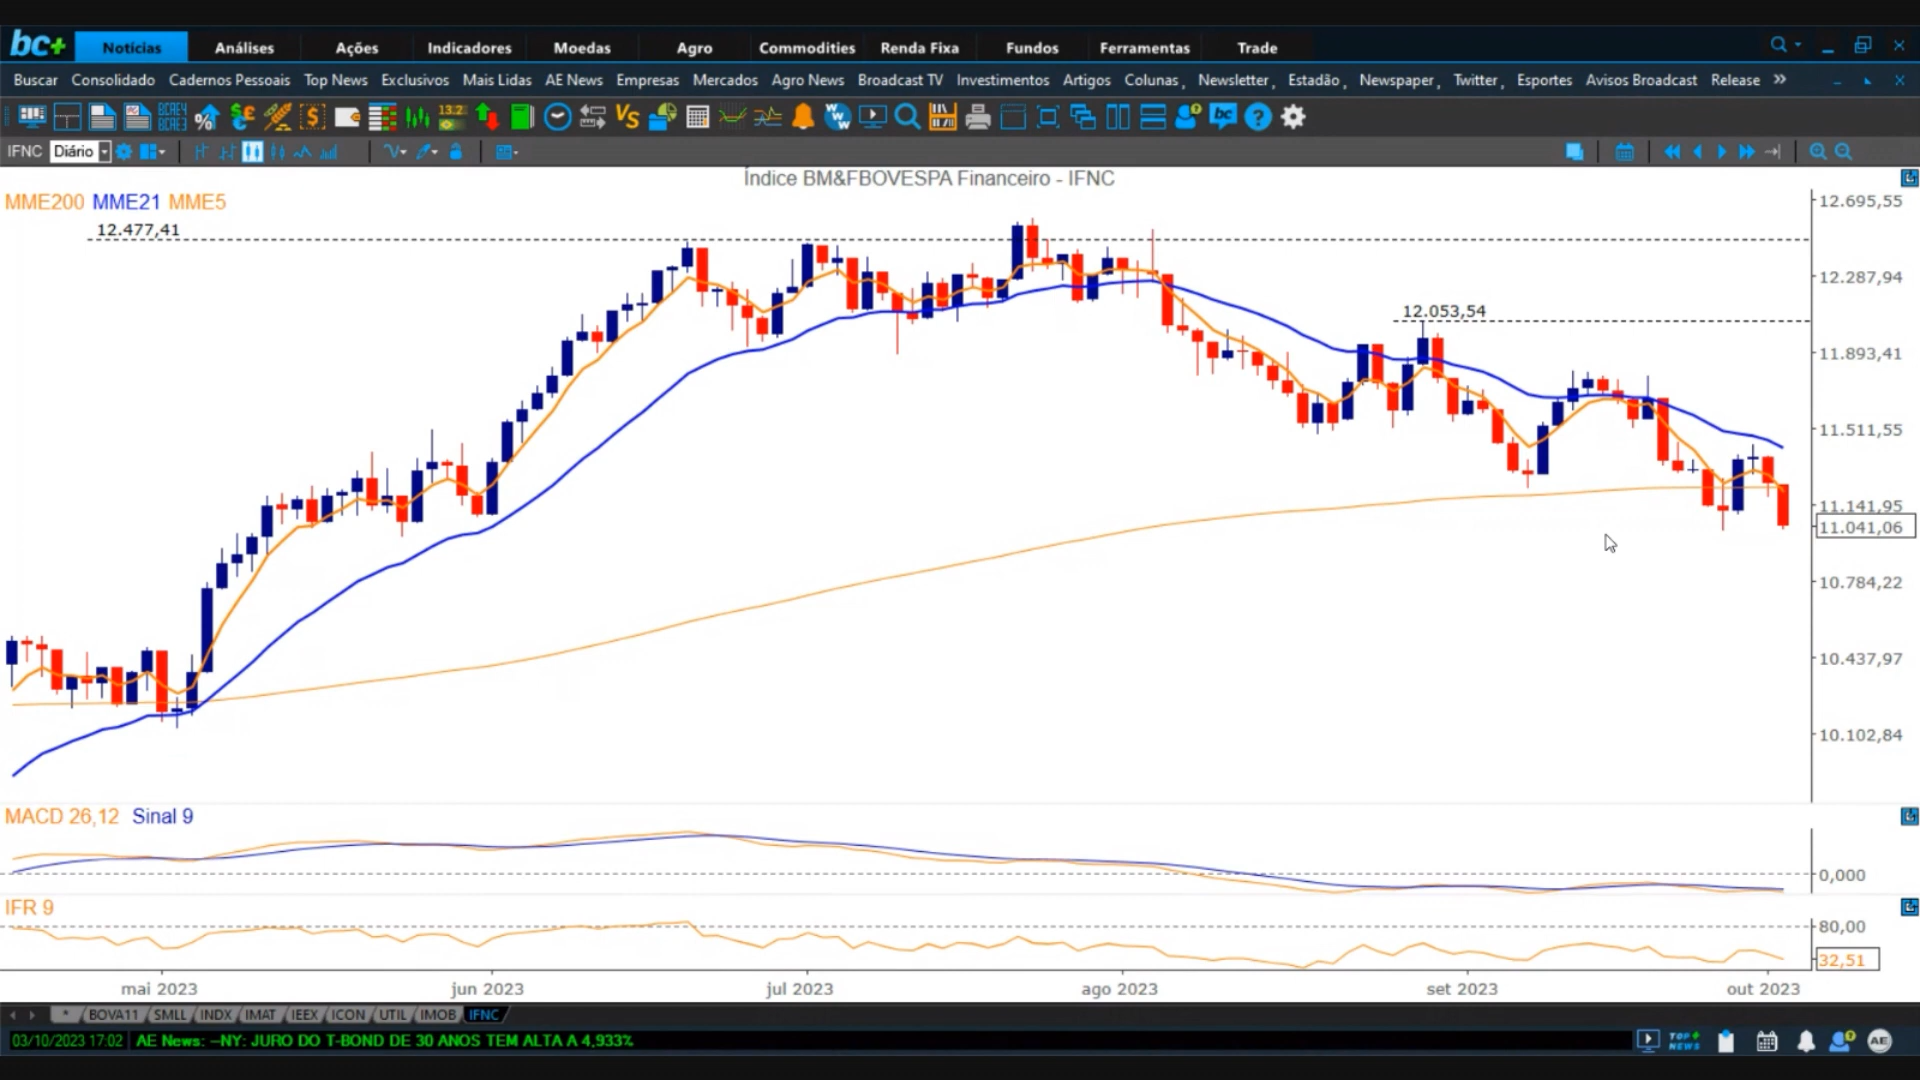 bc+ Notícias Análises Ações Indicadores Moedas Agro Commodities Renda Fixa Fundos Ferramentas Trade
Buscar Consolidado Cadernos Pessoais Top News Exclusivos Mais Lidas AE News Empresas Mercados Agro News Broadcast TV Investimentos Artigos Colunas, Newsletter, Estadão, Newspaper, Twitter, Esportes Avisos Broadcast Release
IFNC Diário
Índice BM&FBOVESPA Financeiro - IFNC
MME200 MME21 MME5
12.477,41
12.053,54
12.695,55
12.287,94
11.893,41
11.511,55
11.141,95
11.041,06
10.784,22
10.437,97
10.102,84
MACD 26,12 Sinal 9
0,000
IFR 9
80,00
32,51
mai 2023 jun 2023 jul 2023 ago 2023 set 2023 out 2023
* BOVA11 SMLL INDX IMAT IEEX ICON UTIL IMOB IFNC
03/10/2023 17:02 AE News: --NY: JURO DO T-BOND DE 30 ANOS TEM ALTA A 4,933%
TOP+ NEWS AE